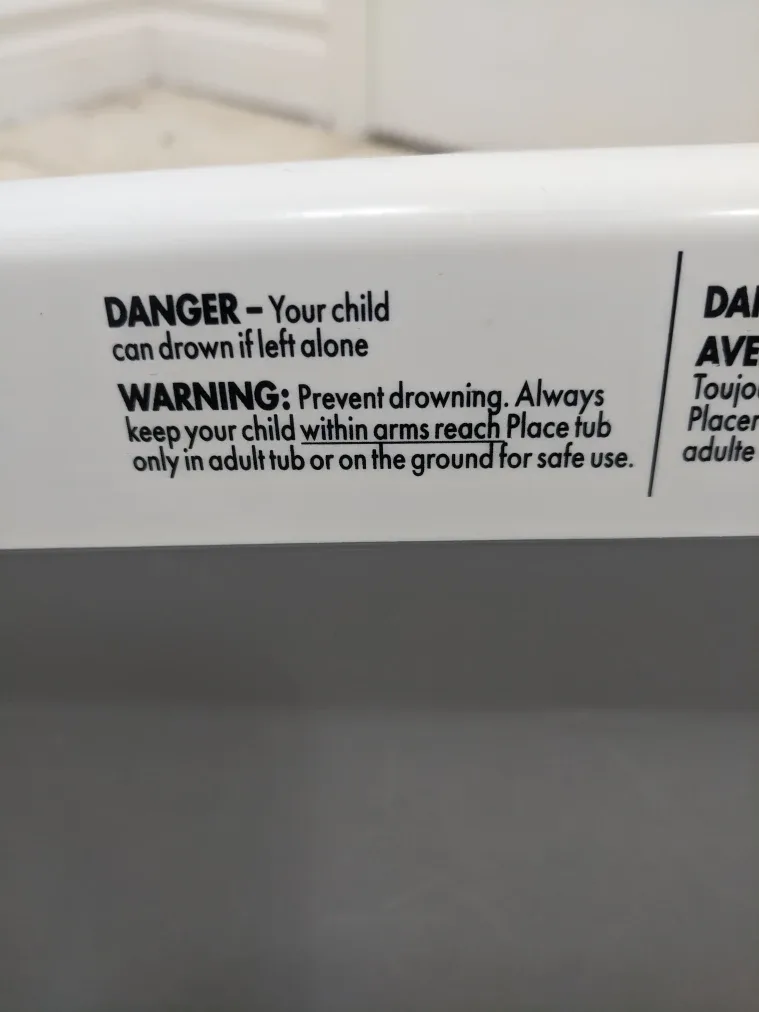 DANGER – Your child
can drown if left alone
WARNING: Prevent drowning. Always
keep your child within arms reach Place tub
only in adult tub or on the ground for safe use.
adulte